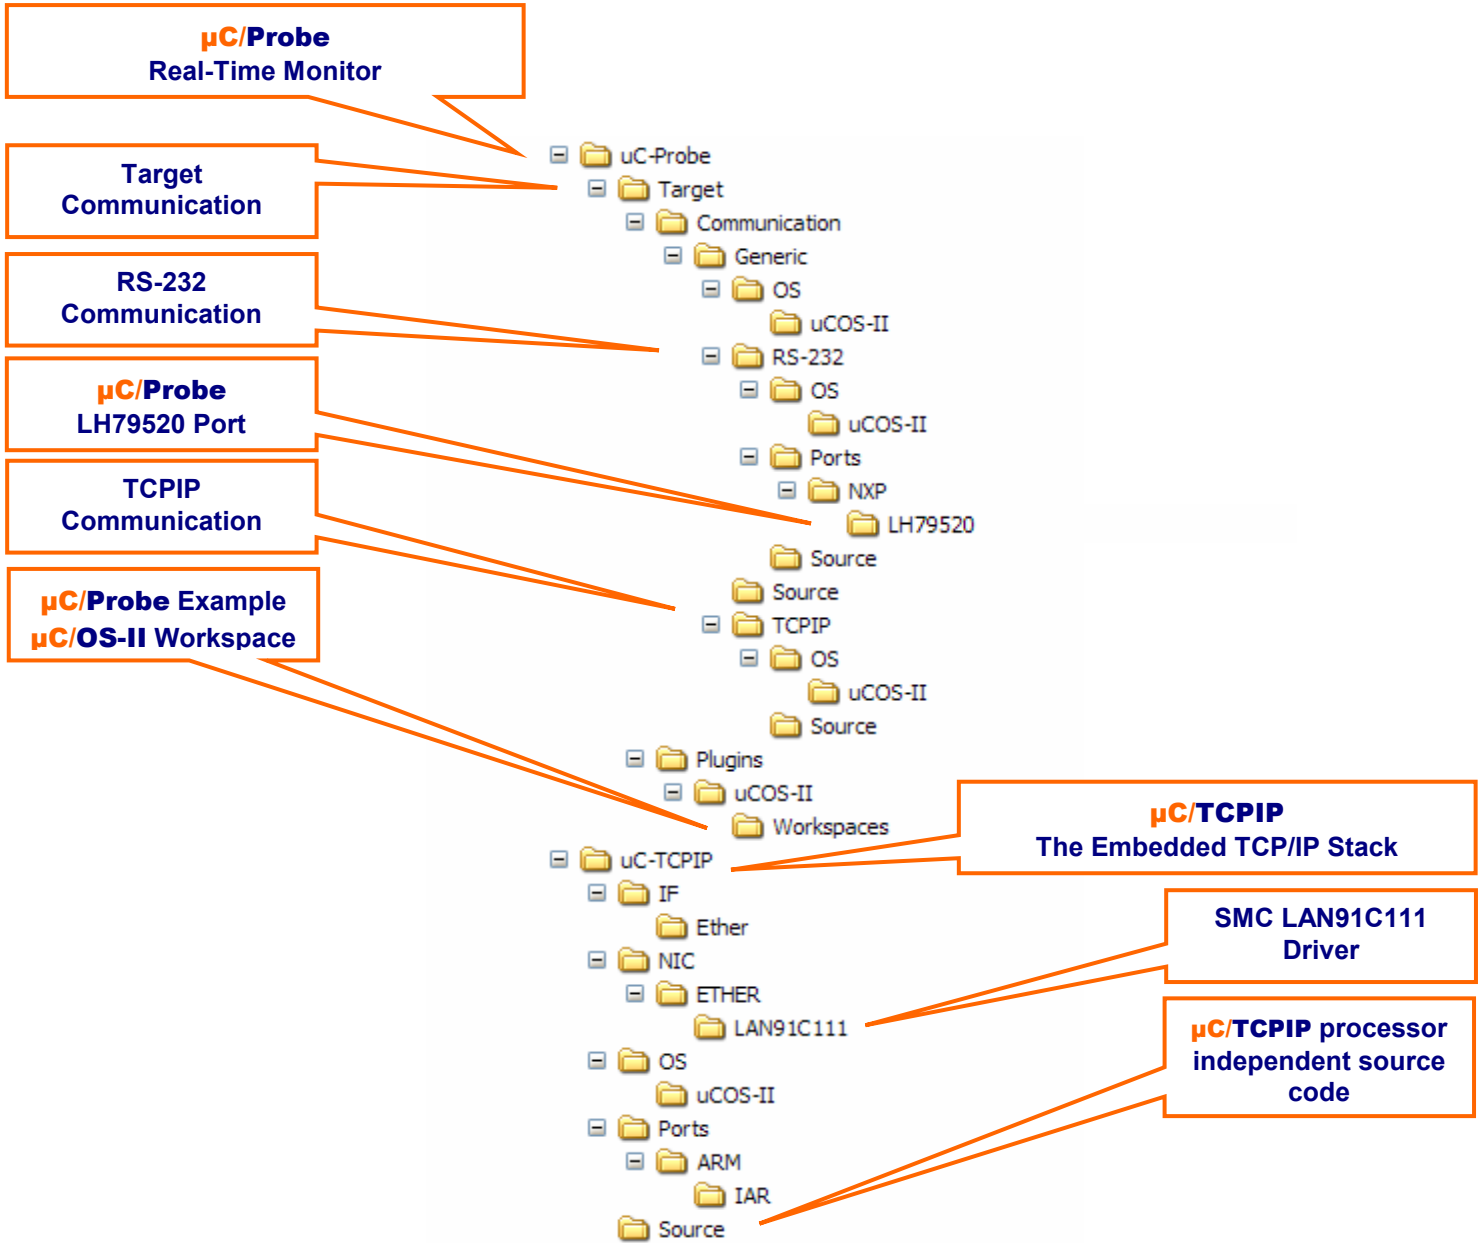 µC/Probe
Real-Time Monitor
Target
Communication
RS-232
Communication
µC/Probe
LH79520 Port
TCPIP
Communication
µC/Probe Example
µC/OS-II Workspace
uC-Probe
Target
Communication
Generic
OS
uCOS-II
RS-232
OS
uCOS-II
Ports
NXP
LH79520
Source
Source
TCPIP
OS
uCOS-II
Source
Plugins
uCOS-II
Workspaces
uC-TCPIP
IF
Ether
NIC
ETHER
LAN91C111
OS
uCOS-II
Ports
ARM
IAR
Source
µC/TCPIP
The Embedded TCP/IP Stack
SMC LAN91C111
Driver
µC/TCPIP processor
independent source
code